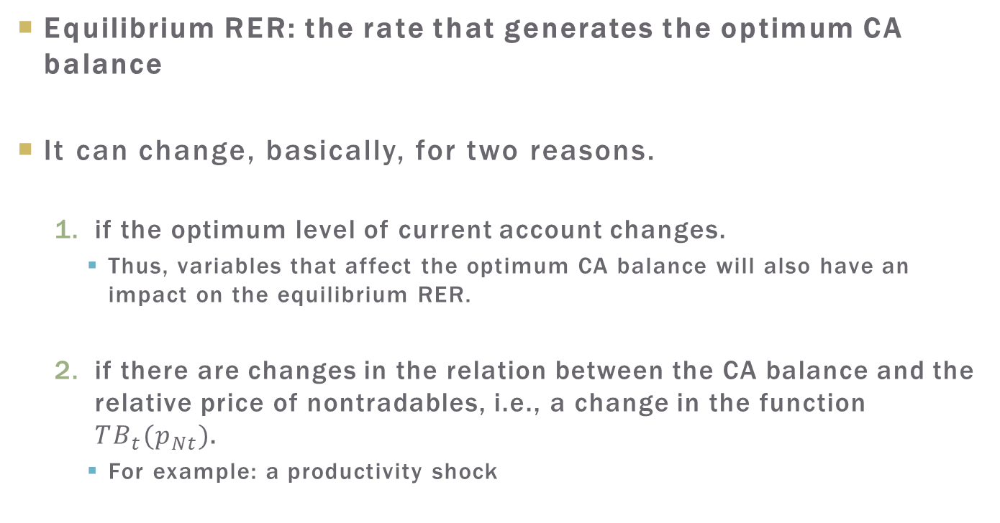 ▪ Equilibrium RER: the rate that generates the optimum CA
balance
▪ It can change, basically, for two reasons.
1. if the optimum level of current account changes.
▪ Thus, variables that affect the optimum CA balance will also have an
impact on the equilibrium RER.
2. if there are changes in the relation between the CA balance and the
relative price of nontradables, i.e., a change in the function
$TB_t(p_{Nt})$.
▪ For example: a productivity shock